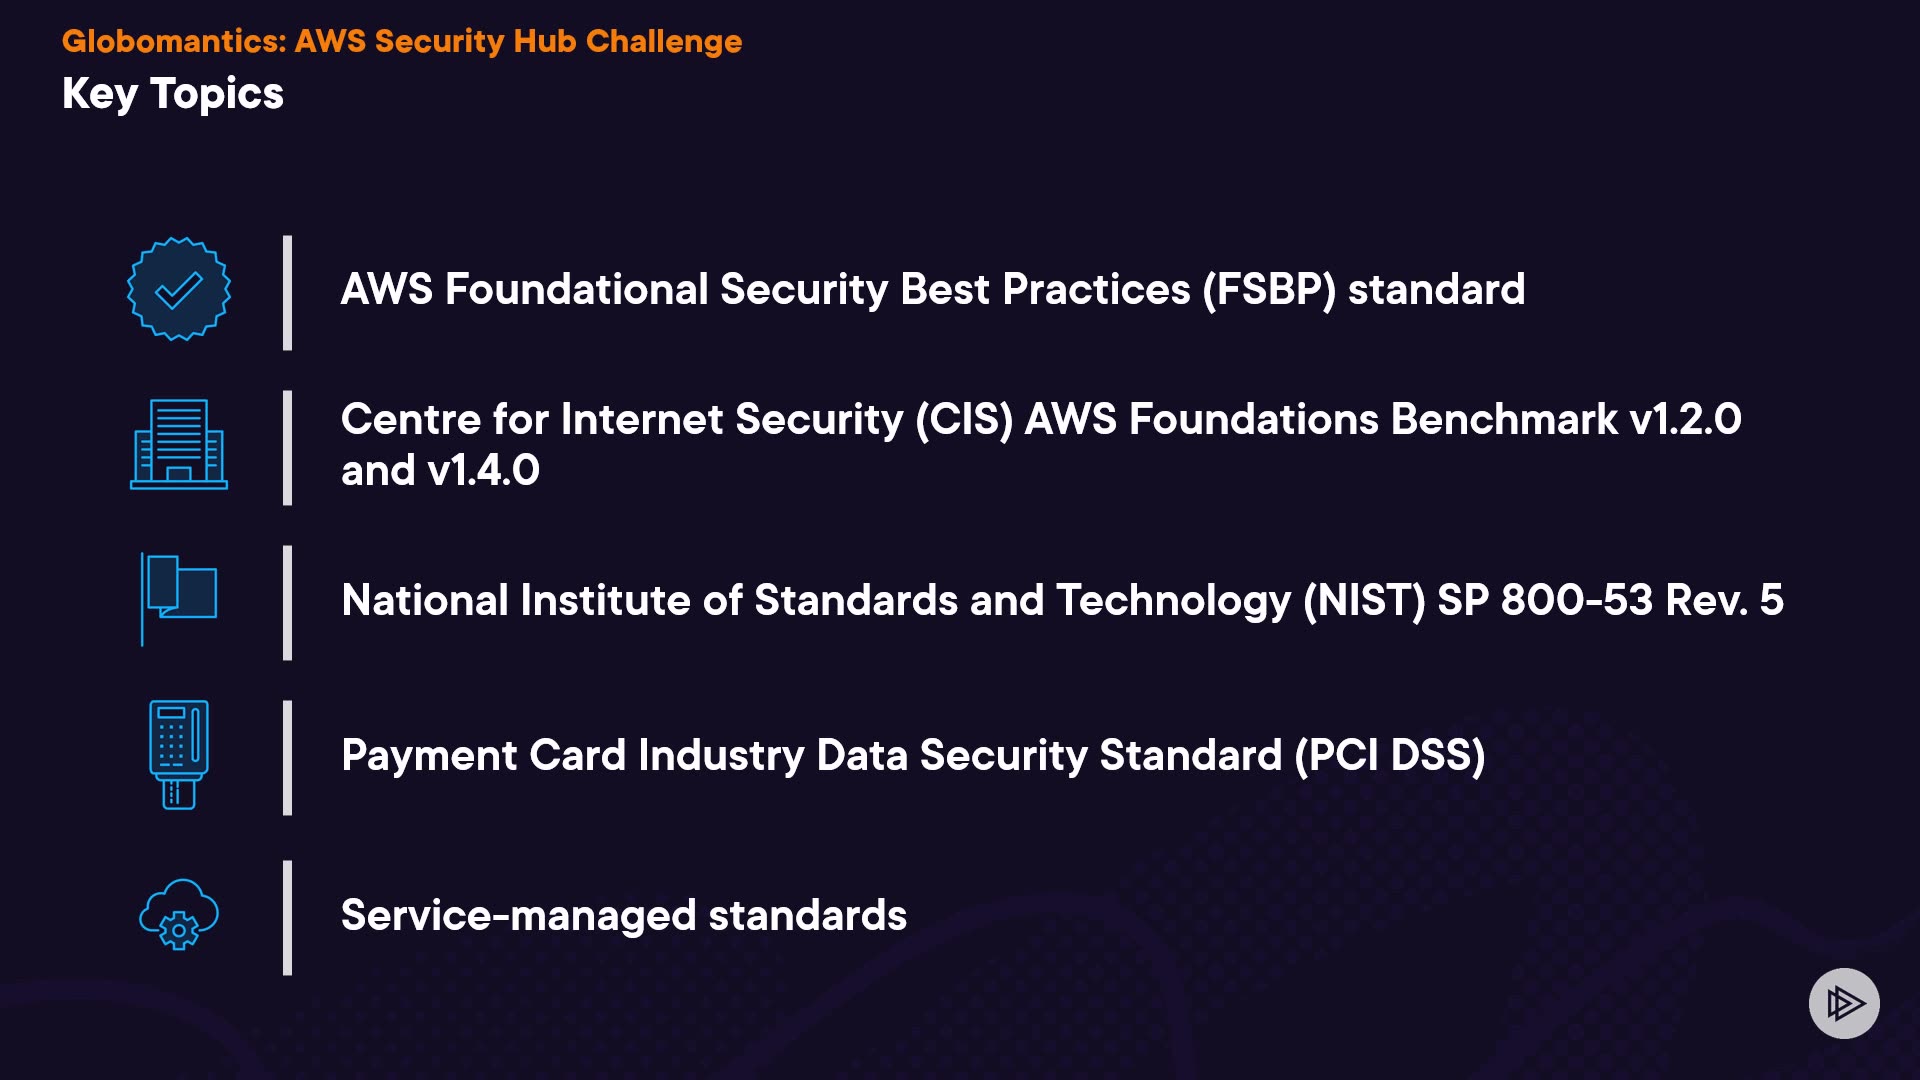 Globomantics: AWS Security Hub Challenge
Key Topics
AWS Foundational Security Best Practices (FSBP) standard
Centre for Internet Security (CIS) AWS Foundations Benchmark v1.2.0
and v1.4.0
National Institute of Standards and Technology (NIST) SP 800-53 Rev. 5
Payment Card Industry Data Security Standard (PCI DSS)
Service-managed standards